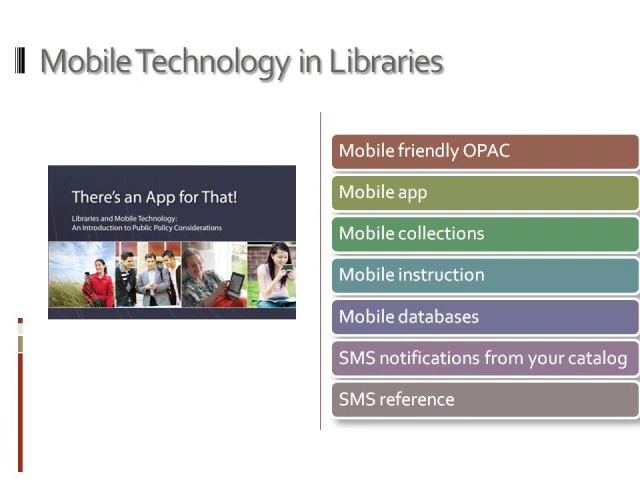 Mobile Technology in Libraries
There's an App for That!
Libraries and Mobile Technology:
An Introduction to Public Policy Considerations
Mobile friendly OPAC
Mobile app
Mobile collections
Mobile instruction
Mobile databases
SMS notifications from your catalog
SMS reference